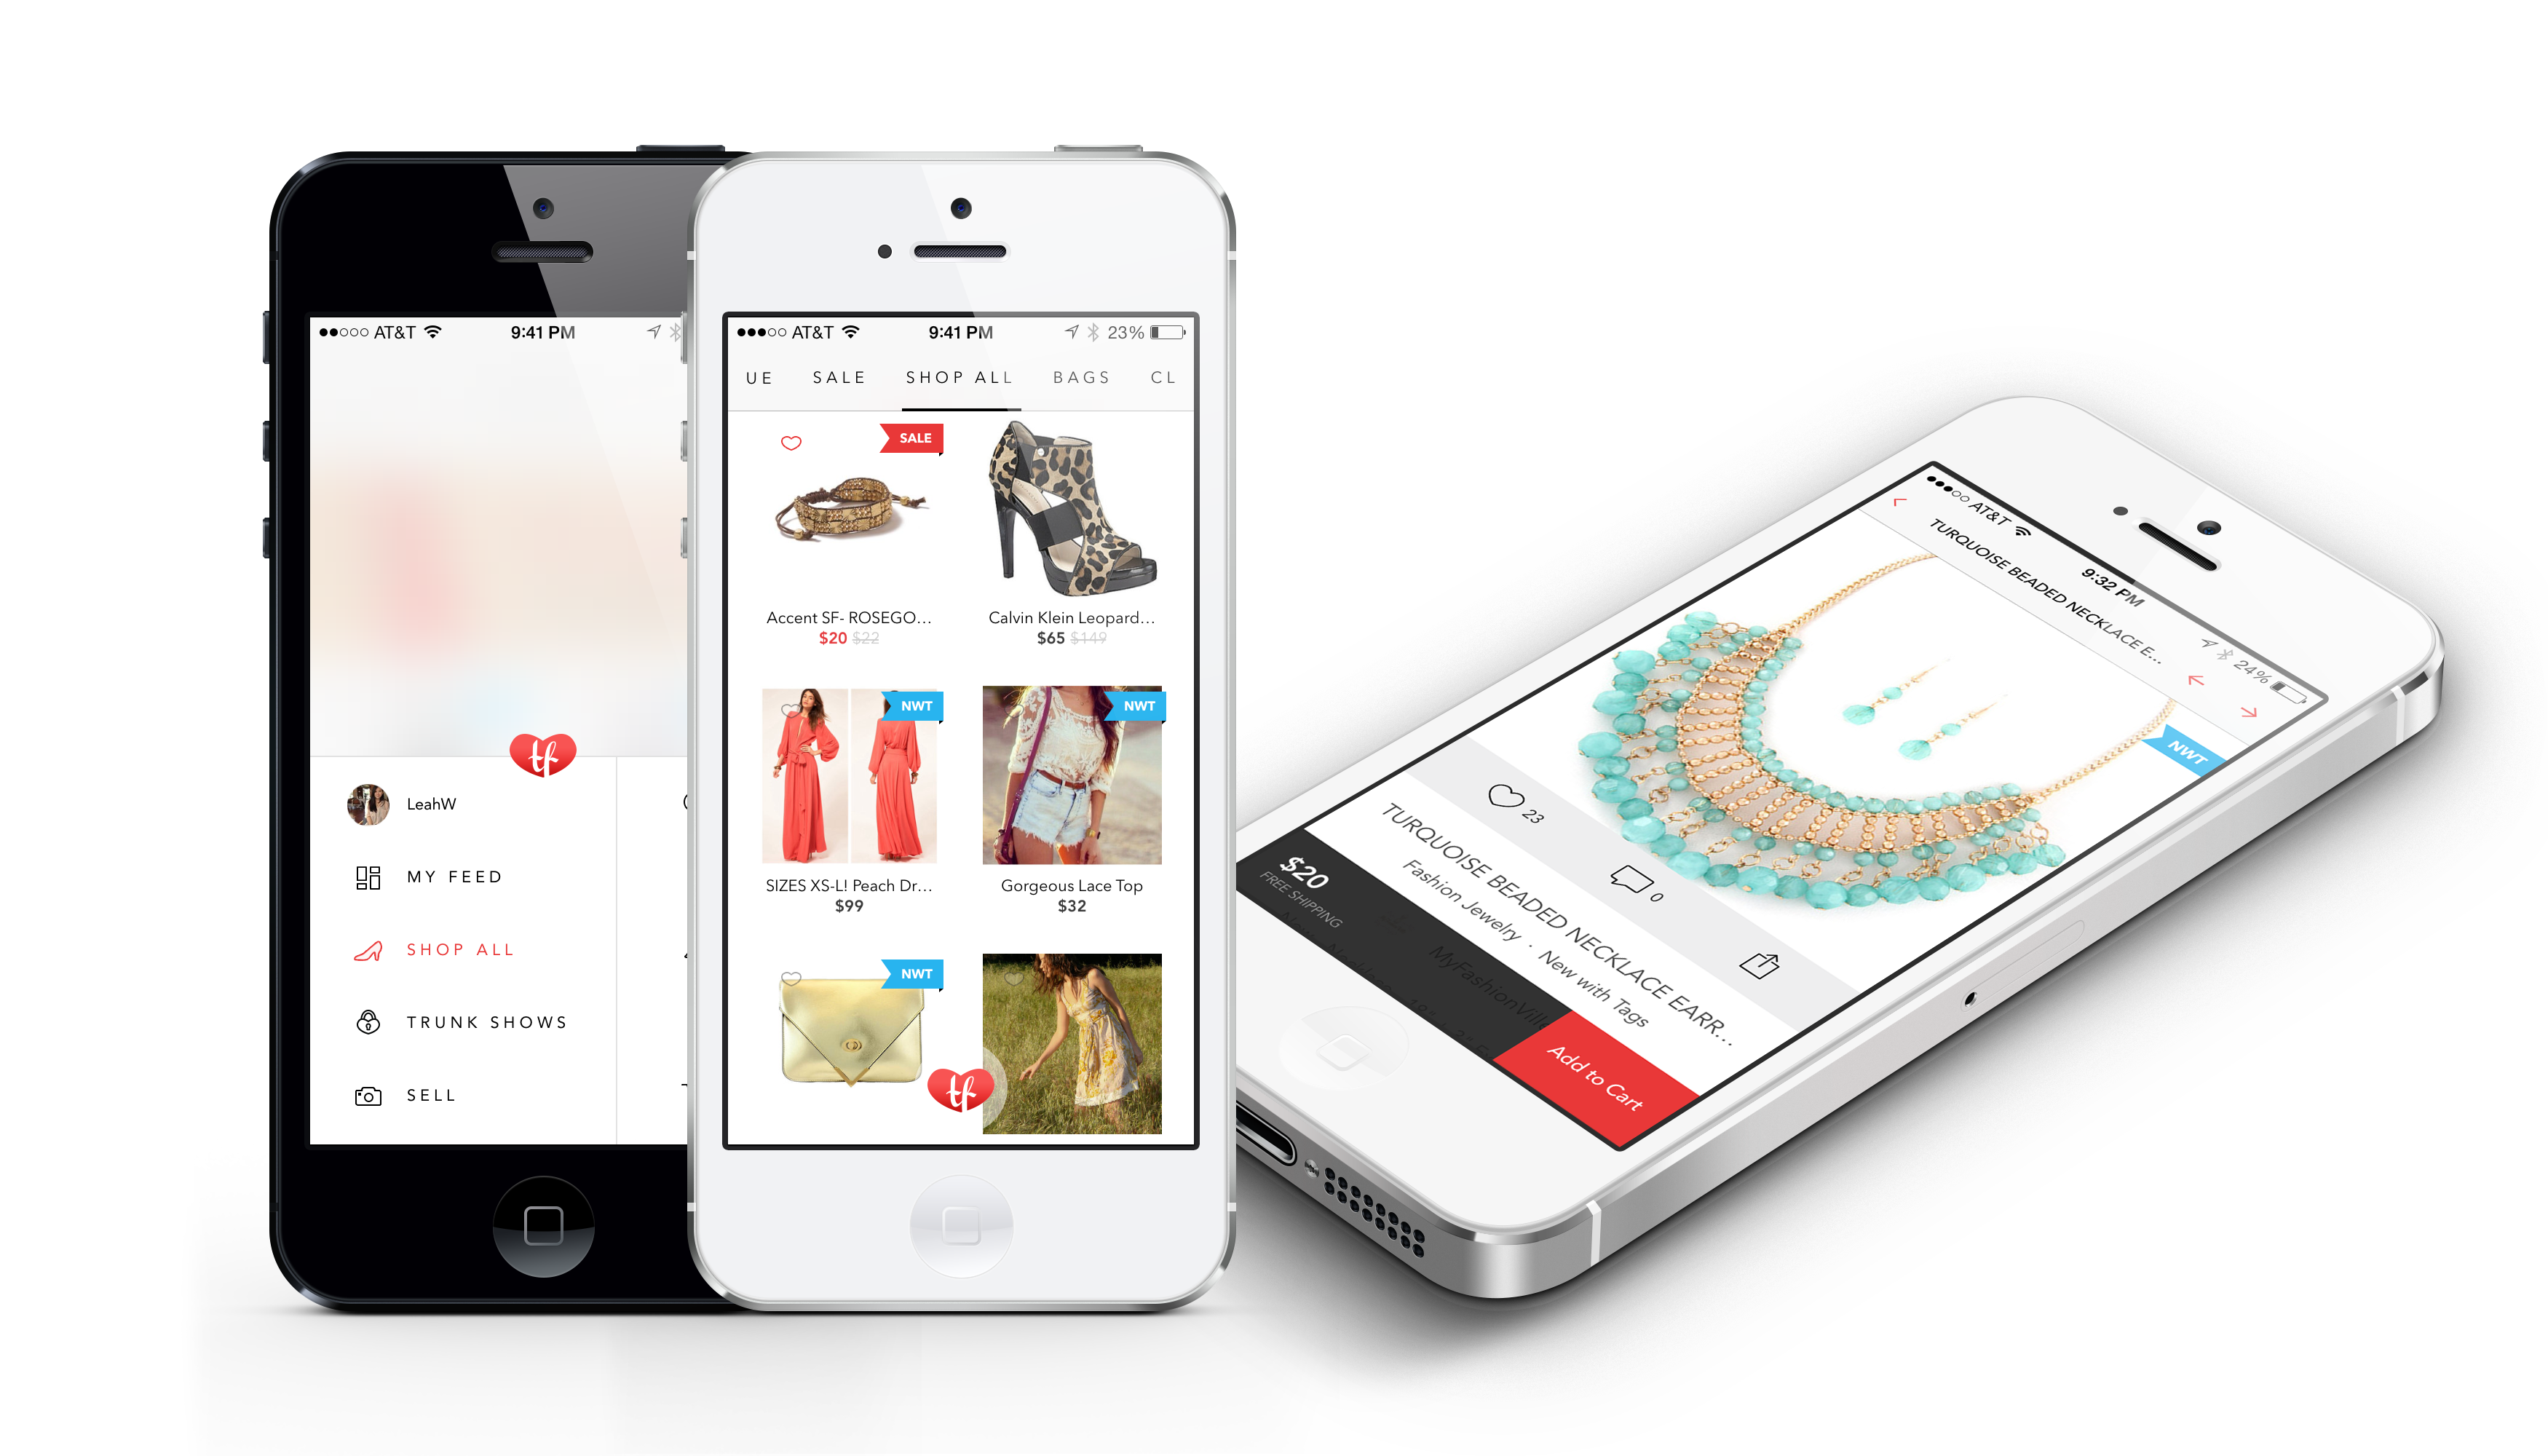 AT&T 9:41 PM
tf
LeahW
MY FEED
SHOP ALL
TRUNK SHOWS
SELL
AT&T 9:41 PM 23%
UE SALE SHOP ALL BAGS CL
SALE
Accent SF- ROSEGO...
$20 $22
Calvin Klein Leopard...
$65 $149
NWT
NWT
SIZES XS-L! Peach Dr...
$99
Gorgeous Lace Top
$32
NWT
tf
AT&T 9:32 PM 24%
TURQUOISE BEADED NECKLACE E...
NWT
23
0
TURQUOISE BEADED NECKLACE EARR...
Fashion Jewelry · New with Tags
$20
FREE SHIPPING
Add to Cart